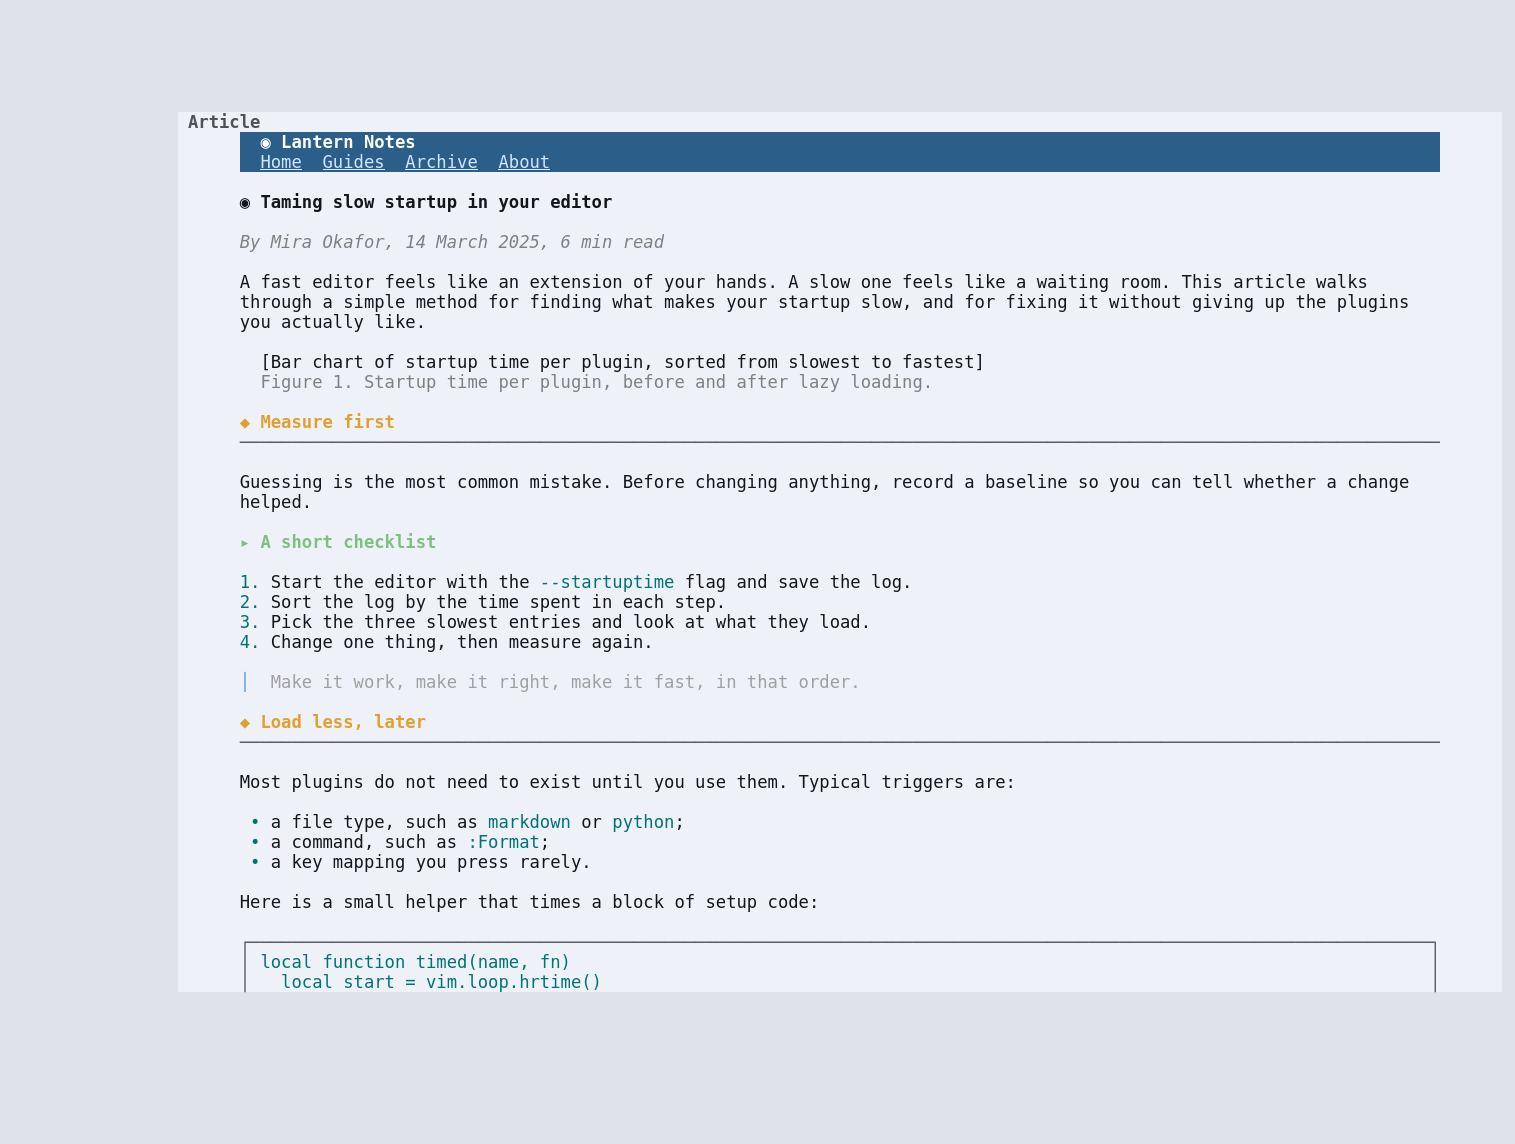 Article
◉ Lantern Notes
Home  Guides  Archive  About
◉ Taming slow startup in your editor
By Mira Okafor, 14 March 2025, 6 min read
A fast editor feels like an extension of your hands. A slow one feels like a waiting room. This article walks
through a simple method for finding what makes your startup slow, and for fixing it without giving up the plugins
you actually like.
[Bar chart of startup time per plugin, sorted from slowest to fastest]
Figure 1. Startup time per plugin, before and after lazy loading.
◆ Measure first
Guessing is the most common mistake. Before changing anything, record a baseline so you can tell whether a change
helped.
▸ A short checklist
1. Start the editor with the --startuptime flag and save the log.
2. Sort the log by the time spent in each step.
3. Pick the three slowest entries and look at what they load.
4. Change one thing, then measure again.
Make it work, make it right, make it fast, in that order.
◆ Load less, later
Most plugins do not need to exist until you use them. Typical triggers are:
• a file type, such as markdown or python;
• a command, such as :Format;
• a key mapping you press rarely.
Here is a small helper that times a block of setup code:
local function timed(name, fn)
  local start = vim.loop.hrtime()